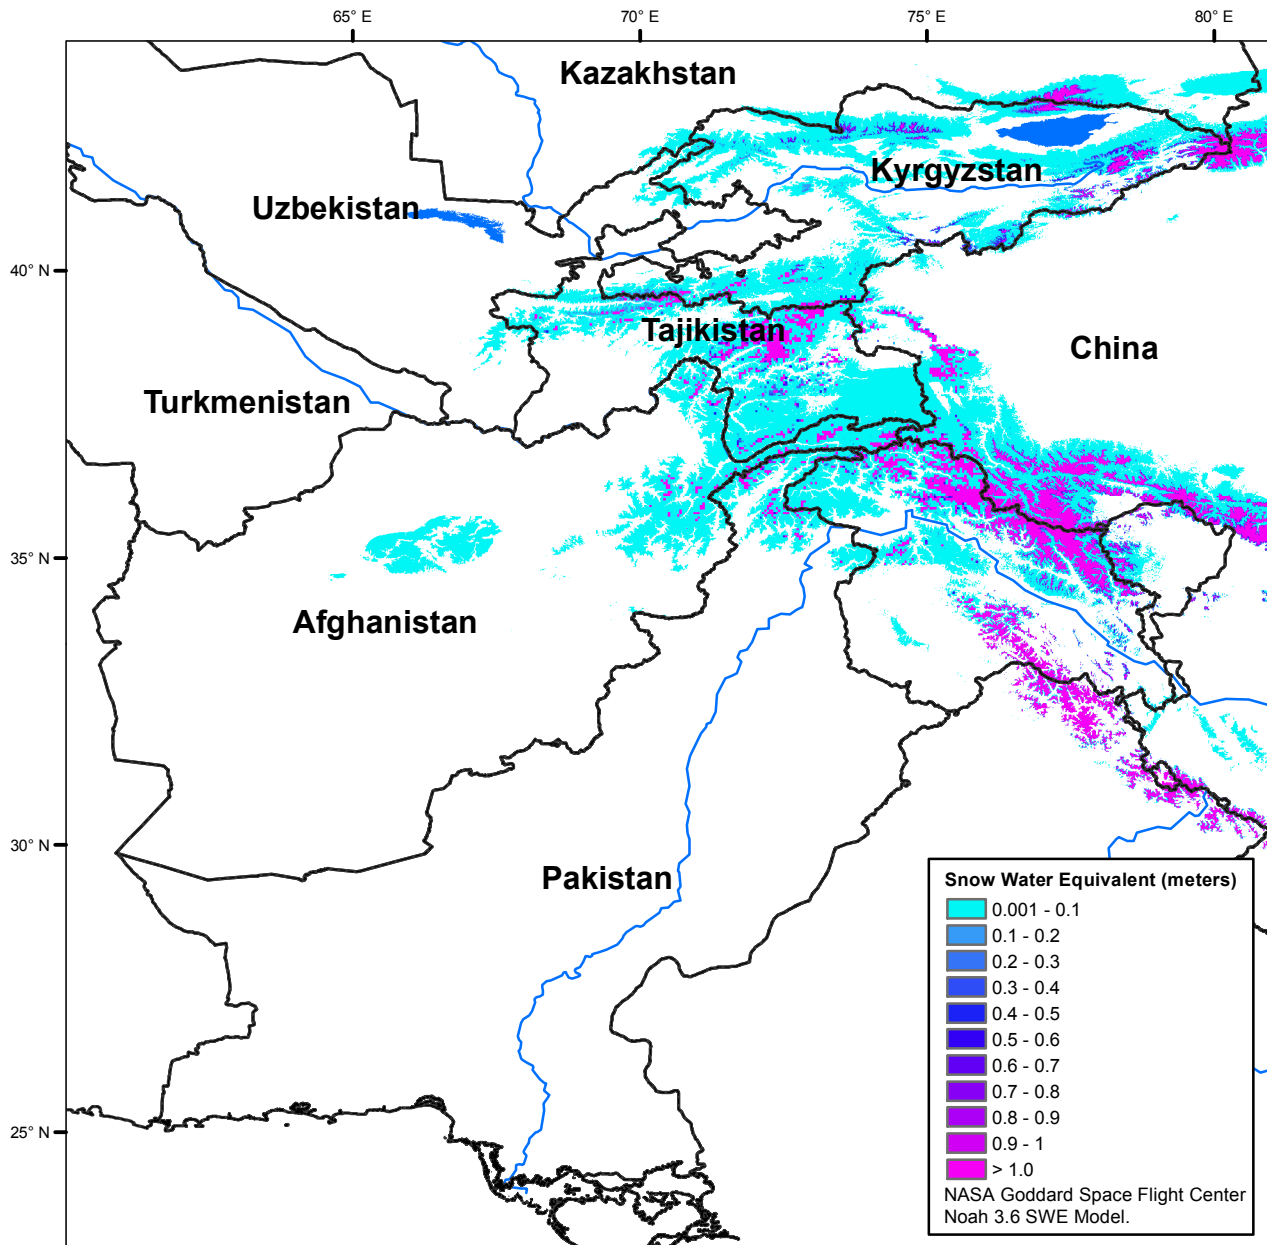 65° E
70° E
75° E
80° E
Kazakhstan
Kyrgyzstan
Uzbekistan
40° N
Tajikistan
China
Turkmenistan
35° N
Afghanistan
30° N
Pakistan
25° N
Snow Water Equivalent (meters)
0.001 - 0.1
0.1 - 0.2
0.2 - 0.3
0.3 - 0.4
0.4 - 0.5
0.5 - 0.6
0.6 - 0.7
0.7 - 0.8
0.8 - 0.9
0.9 - 1
> 1.0
NASA Goddard Space Flight Center
Noah 3.6 SWE Model.